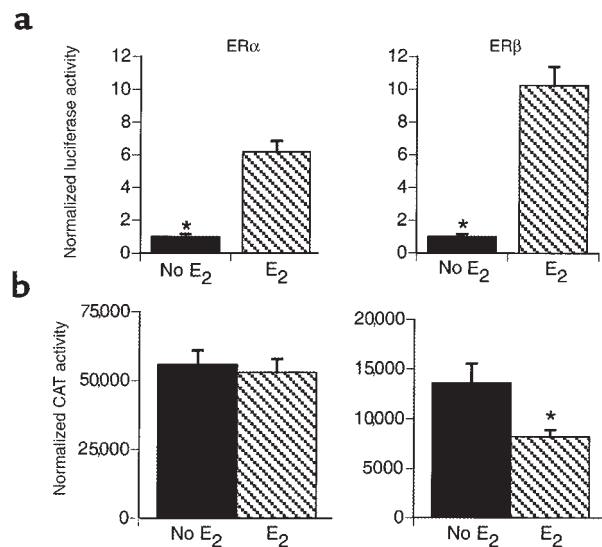 a
ERα
ERβ
Normalized luciferase activity
12
10
8
6
4
2
0
*
No E2
E2
12
10
8
6
4
2
0
*
No E2
E2
b
Normalized CAT activity
75,000
50,000
25,000
0
No E2
E2
20,000
15,000
10,000
5000
0
*
No E2
E2